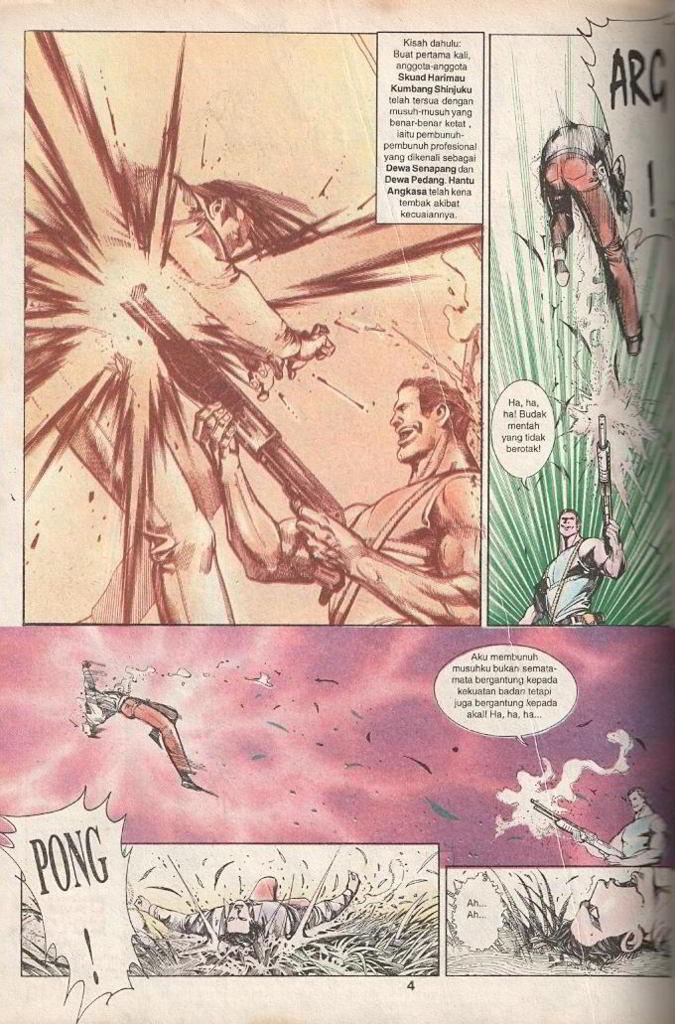 Kisah dahulu:
Buat pertama kali,
anggota-anggota
Skuad Harimau
Kumbang Shinjuku
telah tersua dengan
musuh-musuh yang
benar-benar ketat ,
iaitu pembunuh-
pembunuh profesional
yang dikenali sebagai
Dewa Senapang dan
Dewa Pedang. Hantu
Angkasa telah kena
tembak akibat
kecuaiannya.
ARG
!
Ha, ha,
ha! Budak
mentah
yang tidak
berotak!
Aku membunuh
musuhku bukan semata-
mata bergantung kepada
kekuatan badan tetapi
juga bergantung kepada
akal! Ha, ha, ha...
PONG
!
Ah...
Ah...
4